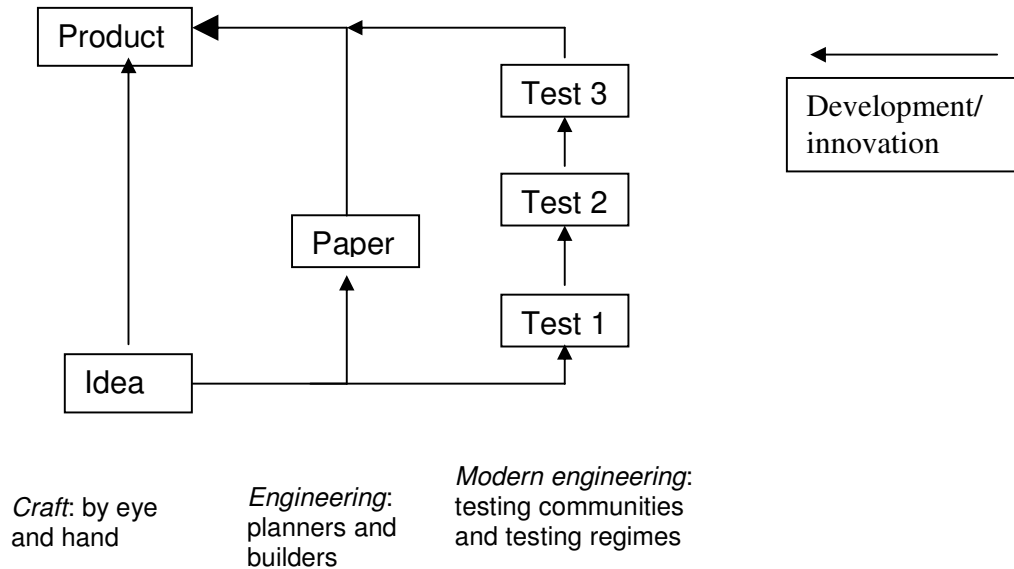 Product
Test 3
Development/
innovation
Test 2
Paper
Test 1
Idea
Craft: by eye
and hand
Engineering:
planners and
builders
Modern engineering:
testing communities
and testing regimes